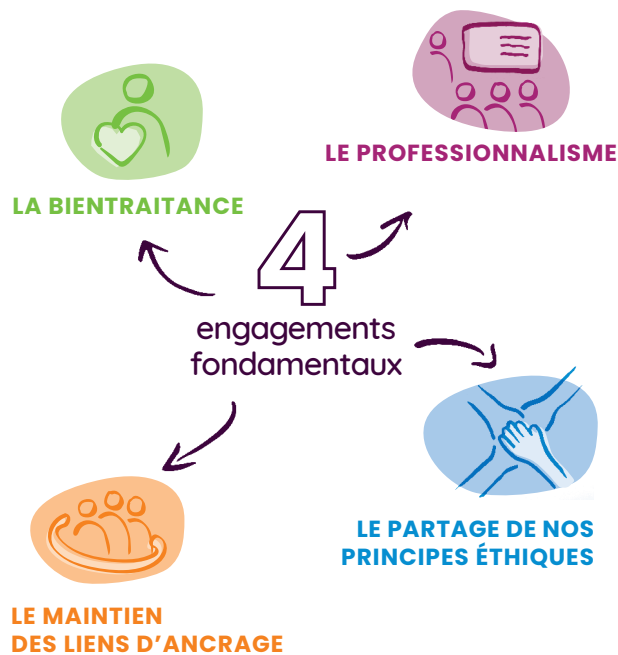 LE PROFESSIONNALISME
LA BIENTRAITANCE
4
engagements
fondamentaux
LE PARTAGE DE NOS
PRINCIPES ÉTHIQUES
LE MAINTIEN
DES LIENS D’ANCRAGE